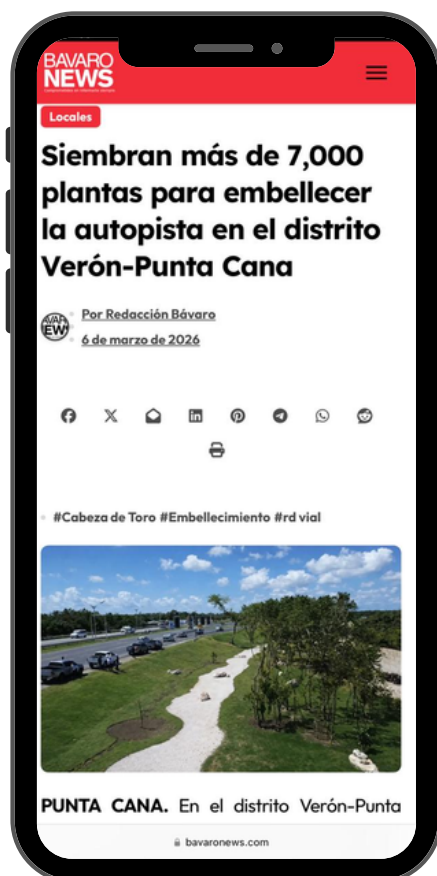 BAVARO
NEWS
Locales
Siembran más de 7,000
plantas para embellecer
la autopista en el distrito
Verón-Punta Cana
Por Redacción Bávaro
6 de marzo de 2026
#Cabeza de Toro #Embellecimiento #rd vial
PUNTA CANA. En el distrito Verón-Punta
bavaronews.com